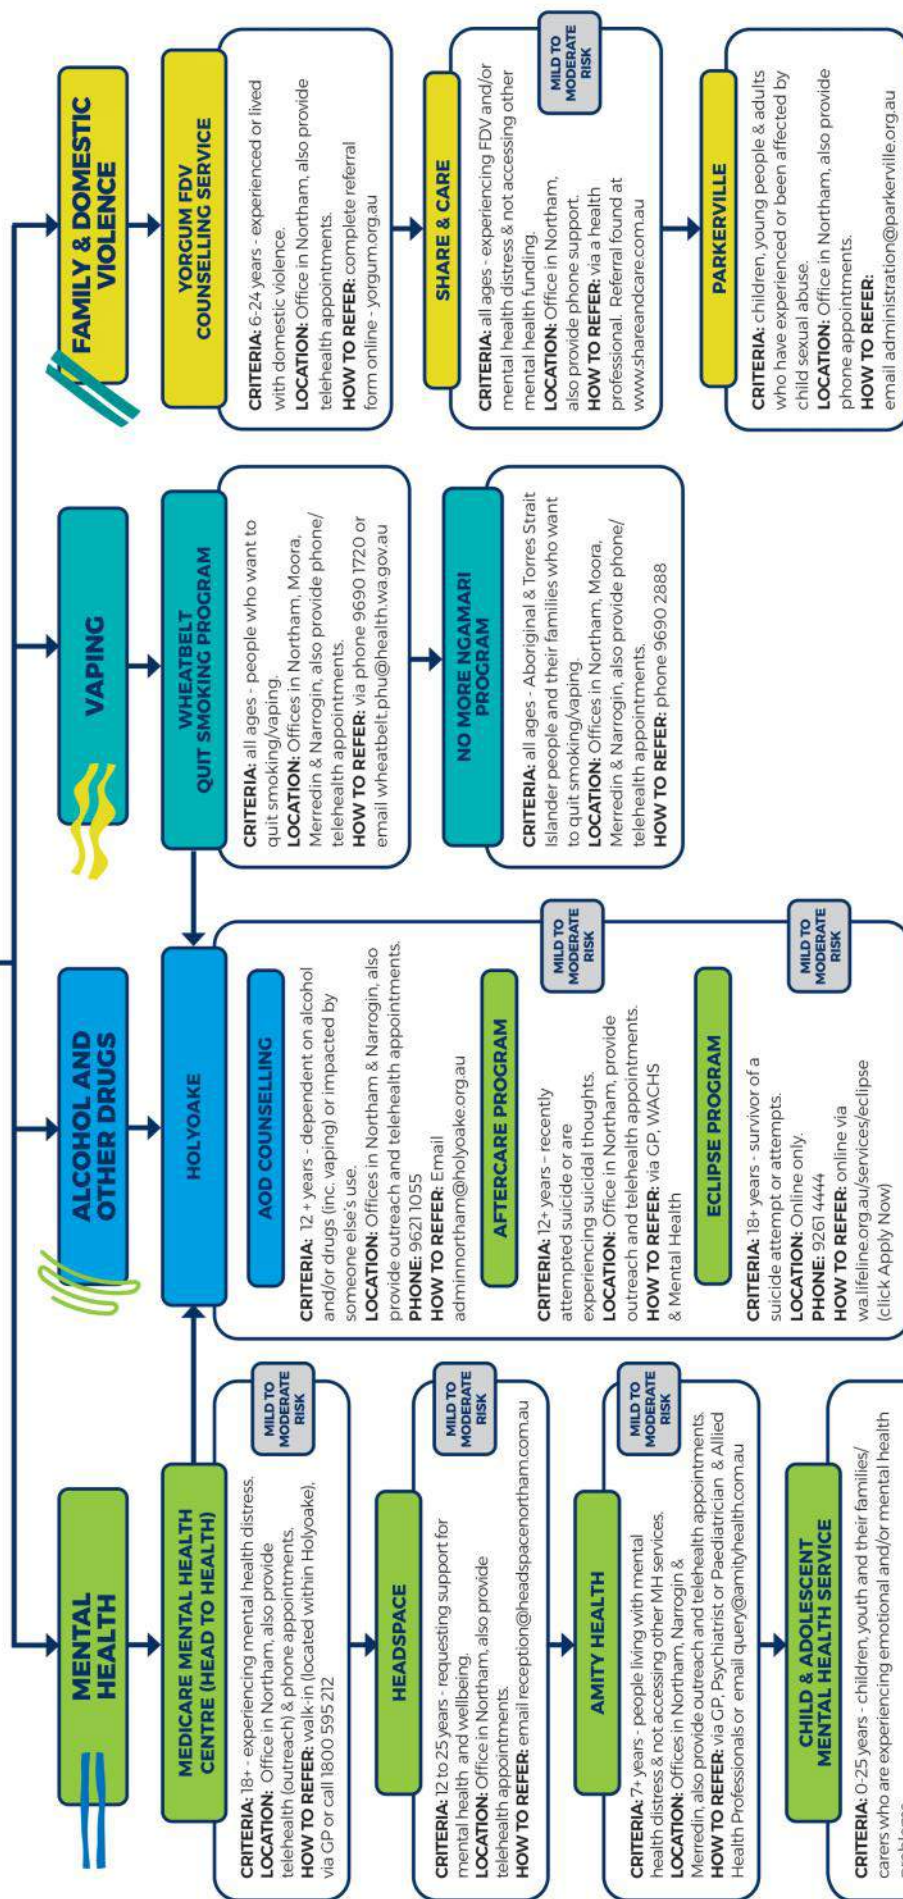 MENTAL
HEALTH
MEDICARE MENTAL HEALTH
CENTRE (HEAD TO HEALTH)
CRITERIA: 18+ - experiencing mental health distress.
LOCATION: Office in Northam, also provide
telehealth (outreach) & phone appointments.
HOW TO REFER: walk-in (located within Holyoake),
via GP or call 1800 595 212
MILD TO
MODERATE
RISK
HEADSPACE
CRITERIA: 12 to 25 years - requesting support for
mental health and wellbeing.
LOCATION: Office in Northam, also provide
telehealth appointments.
HOW TO REFER: email reception@headspacenortham.com.au
MILD TO
MODERATE
RISK
AMITY HEALTH
CRITERIA: 7+ years - people living with mental
health distress & not accessing other MH services.
LOCATION: Offices in Northam, Narrogin &
Merredin, also provide outreach and telehealth appointments.
HOW TO REFER: via GP, Psychiatrist or Paediatrician & Allied
Health Professionals or email query@amityhealth.com.au
MILD TO
MODERATE
RISK
CHILD & ADOLESCENT
MENTAL HEALTH SERVICE
CRITERIA: 0-25 years - children, youth and their families/
carers who are experiencing emotional and/or mental health
problems
ALCOHOL AND
OTHER DRUGS
HOLYOAKE
AOD COUNSELLING
CRITERIA: 12 + years - dependent on alcohol
and/or drugs (inc. vaping) or impacted by
someone else's use.
LOCATION: Offices in Northam & Narrogin, also
provide outreach and telehealth appointments.
PHONE: 9621 1055
HOW TO REFER: Email
adminnortham@holyoake.org.au
AFTERCARE PROGRAM
CRITERIA: 12+ years – recently
attempted suicide or are
experiencing suicidal thoughts.
LOCATION: Office in Northam, provide
outreach and telehealth appointments.
HOW TO REFER: via GP, WACHS
& Mental Health
MILD TO
MODERATE
RISK
ECLIPSE PROGRAM
CRITERIA: 18+ years - survivor of a
suicide attempt or attempts.
LOCATION: Online only.
PHONE: 9261 4444
HOW TO REFER: online via
wa.lifeline.org.au/services/eclipse
(click Apply Now)
MILD TO
MODERATE
RISK
VAPING
WHEATBELT
QUIT SMOKING PROGRAM
CRITERIA: all ages - people who want to
quit smoking/vaping.
LOCATION: Offices in Northam, Moora,
Merredin & Narrogin, also provide phone/
telehealth appointments.
HOW TO REFER: via phone 9690 1720 or
email wheatbelt.phu@health.wa.gov.au
NO MORE NGAMARI
PROGRAM
CRITERIA: all ages - Aboriginal & Torres Strait
Islander people and their families who want
to quit smoking/vaping.
LOCATION: Offices in Northam, Moora,
Merredin & Narrogin, also provide phone/
telehealth appointments.
HOW TO REFER: phone 9690 2888
FAMILY & DOMESTIC
VIOLENCE
YORGUM FDV
COUNSELLING SERVICE
CRITERIA: 6-24 years - experienced or lived
with domestic violence.
LOCATION: Office in Northam, also provide
telehealth appointments.
HOW TO REFER: complete referral
form online - yorgum.org.au
SHARE & CARE
CRITERIA: all ages - experiencing FDV and/or
mental health distress & not accessing other
mental health funding.
LOCATION: Office in Northam,
also provide phone support.
HOW TO REFER: via a health
professional. Referral found at
www.shareandcare.com.au
MILD TO
MODERATE
RISK
PARKERVILLE
CRITERIA: children, young people & adults
who have experienced or been affected by
child sexual abuse.
LOCATION: Office in Northam, also provide
phone appointments.
HOW TO REFER:
email administration@parkerville.org.au